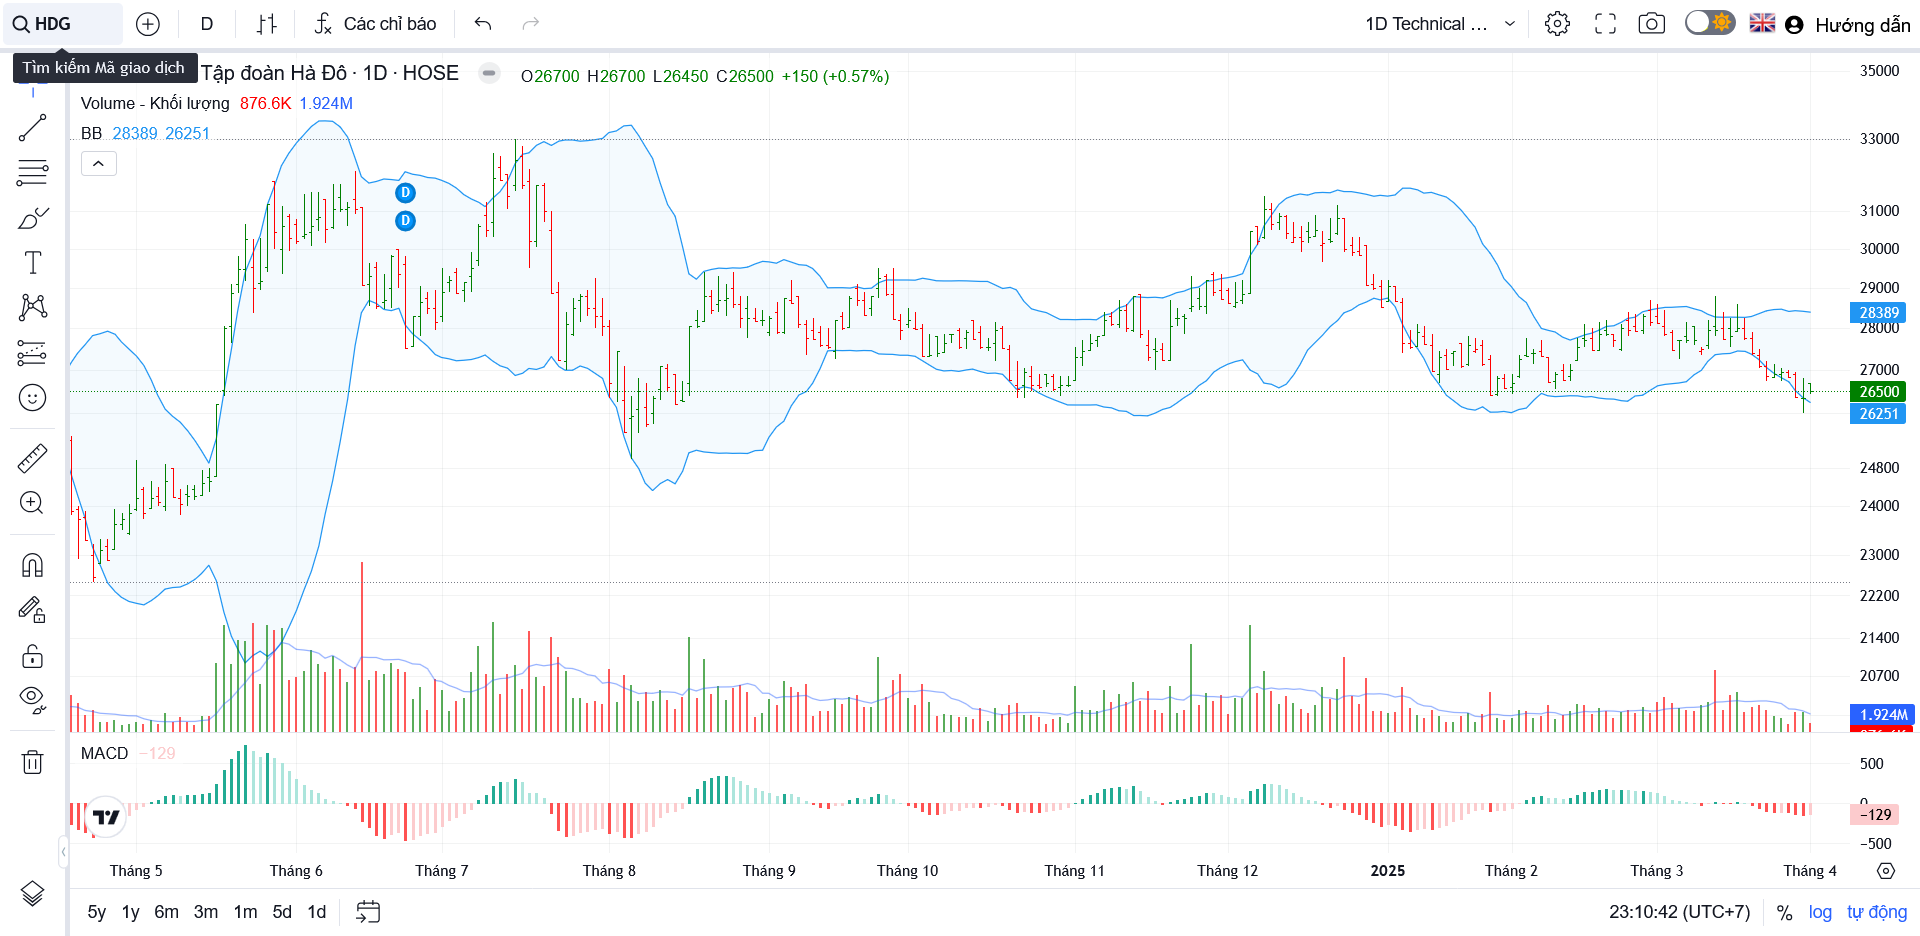 HDG
D
Các chỉ báo
1D Technical ...
Hướng dẫn
Tìm kiếm Mã giao dịch
Tập đoàn Hà Đô · 1D · HOSE
O26700 H26700 L26450 C26500 +150 (+0.57%)
Volume - Khối lượng 876.6K 1.924M
BB 28389 26251
D
D
35000
33000
31000
30000
29000
28389
28000
27000
26500
26251
24800
24000
23000
22200
21400
20700
1.924M
MACD −129
500
0
−129
−500
Tháng 5 Tháng 6 Tháng 7 Tháng 8 Tháng 9 Tháng 10 Tháng 11 Tháng 12 2025 Tháng 2 Tháng 3 Tháng 4
5y 1y 6m 3m 1m 5d 1d
23:10:42 (UTC+7) % log tự động